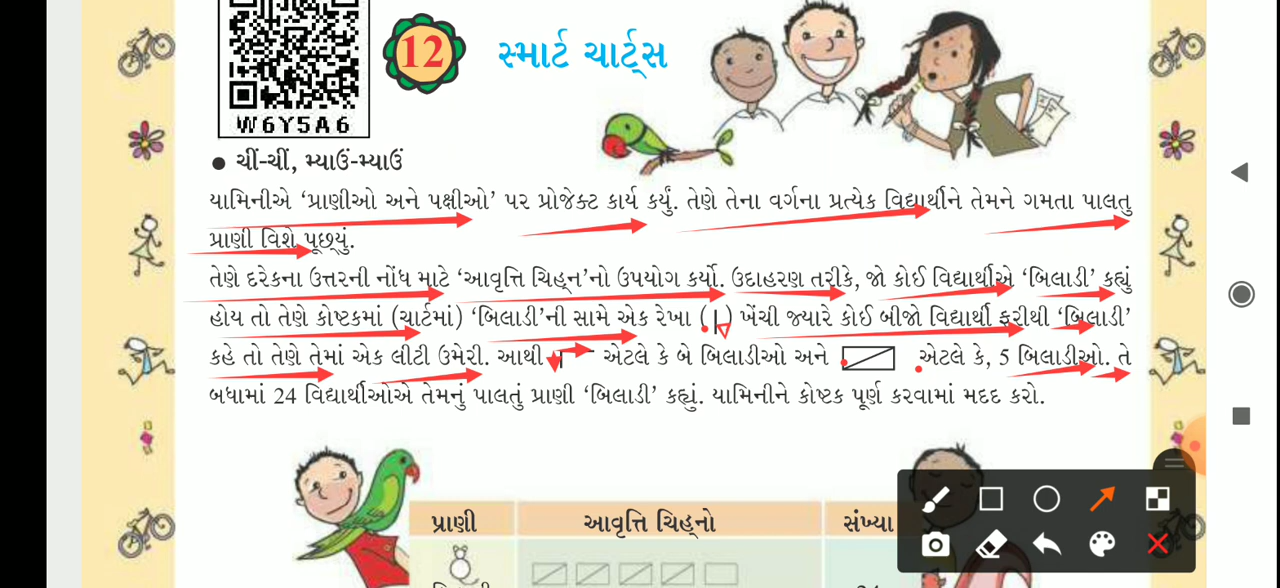 W6Y5A6
12 સ્માર્ટ ચાર્ટ્સ
● ચીં-ચીં, મ્યાઉં-મ્યાઉં
યામિનીએ ‘પ્રાણીઓ અને પક્ષીઓ’ પર પ્રોજેક્ટ કાર્ય કર્યું. તેણે તેના વર્ગના પ્રત્યેક વિદ્યાર્થીને તેમને ગમતા પાલતુ
પ્રાણી વિશે પૂછ્યું.
તેણે દરેકના ઉત્તરની નોંધ માટે ‘આવૃત્તિ ચિહ્ન’નો ઉપયોગ કર્યો. ઉદાહરણ તરીકે, જો કોઈ વિદ્યાર્થીએ ‘બિલાડી’ કહ્યું
હોય તો તેણે કોષ્ટકમાં (ચાર્ટમાં) ‘બિલાડી’ની સામે એક રેખા (|) ખેંચી જ્યારે કોઈ બીજો વિદ્યાર્થી ફરીથી ‘બિલાડી’
કહે તો તેણે તેમાં એક લીટી ઉમેરી. આથી એટલે કે બે બિલાડીઓ અને એટલે કે, 5 બિલાડીઓ. તે
બધામાં 24 વિદ્યાર્થીઓએ તેમનું પાલતું પ્રાણી ‘બિલાડી’ કહ્યું. યામિનીને કોષ્ટક પૂર્ણ કરવામાં મદદ કરો.
પ્રાણી આવૃત્તિ ચિહ્નો સંખ્યા